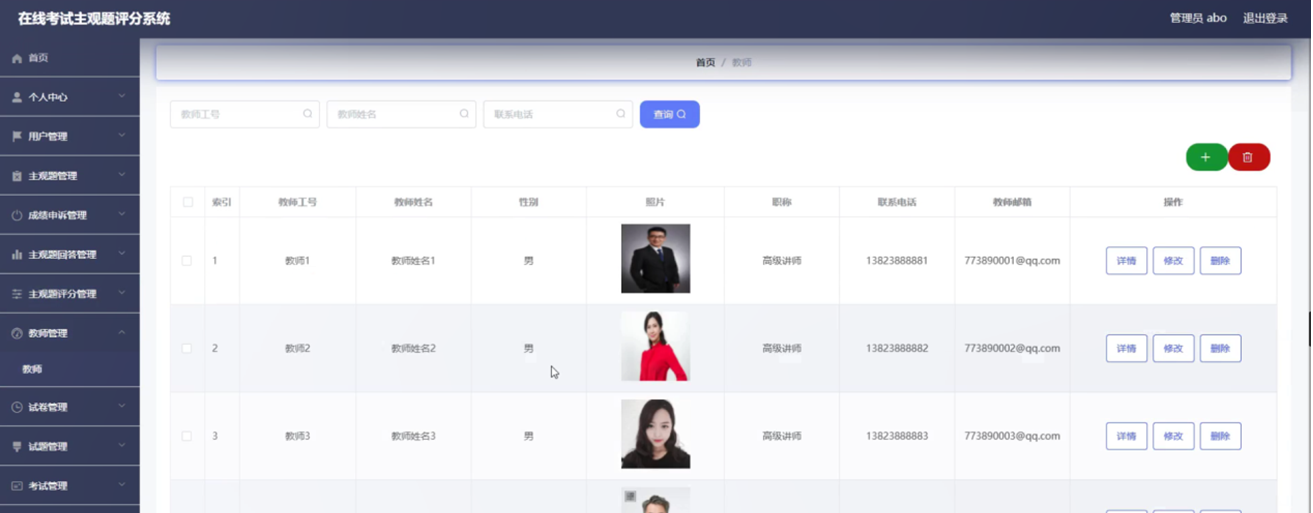 在线考试主观题评分系统
管理员 abo 退出登录
首页
个人中心
用户管理
主观题管理
成绩申诉管理
主观题回答管理
主观题评分管理
教师管理
教师
试卷管理
试题管理
考试管理
首页 / 教师
教师工号 教师姓名 联系电话 查询
索引 教师工号 教师姓名 性别 照片 职称 联系电话 教师邮箱 操作
1 教师1 教师姓名1 男 高级讲师 13823888881 773890001@qq.com 详情 修改 删除
2 教师2 教师姓名2 男 高级讲师 13823888882 773890002@qq.com 详情 修改 删除
3 教师3 教师姓名3 男 高级讲师 13823888883 773890003@qq.com 详情 修改 删除